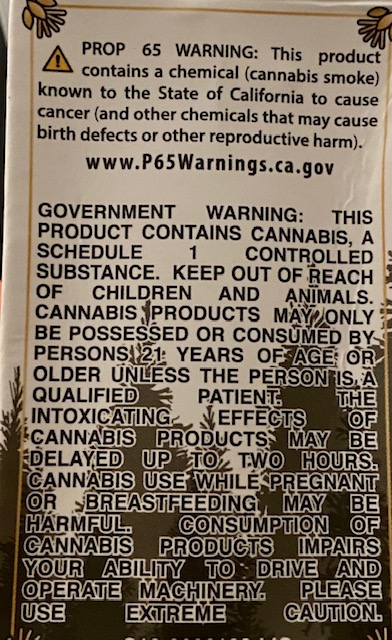 ⚠ PROP 65 WARNING: This product
contains a chemical (cannabis smoke)
known to the State of California to cause
cancer (and other chemicals that may cause
birth defects or other reproductive harm).
www.P65Warnings.ca.gov
GOVERNMENT WARNING: THIS
PRODUCT CONTAINS CANNABIS, A
SCHEDULE 1 CONTROLLED
SUBSTANCE. KEEP OUT OF REACH
OF CHILDREN AND ANIMALS.
CANNABIS PRODUCTS MAY ONLY
BE POSSESSED OR CONSUMED BY
PERSONS 21 YEARS OF AGE OR
OLDER UNLESS THE PERSON IS A
QUALIFIED PATIENT. THE
INTOXICATING EFFECTS OF
CANNABIS PRODUCTS MAY BE
DELAYED UP TO TWO HOURS.
CANNABIS USE WHILE PREGNANT
OR BREASTFEEDING MAY BE
HARMFUL. CONSUMPTION OF
CANNABIS PRODUCTS IMPAIRS
YOUR ABILITY TO DRIVE AND
OPERATE MACHINERY. PLEASE
USE EXTREME CAUTION.